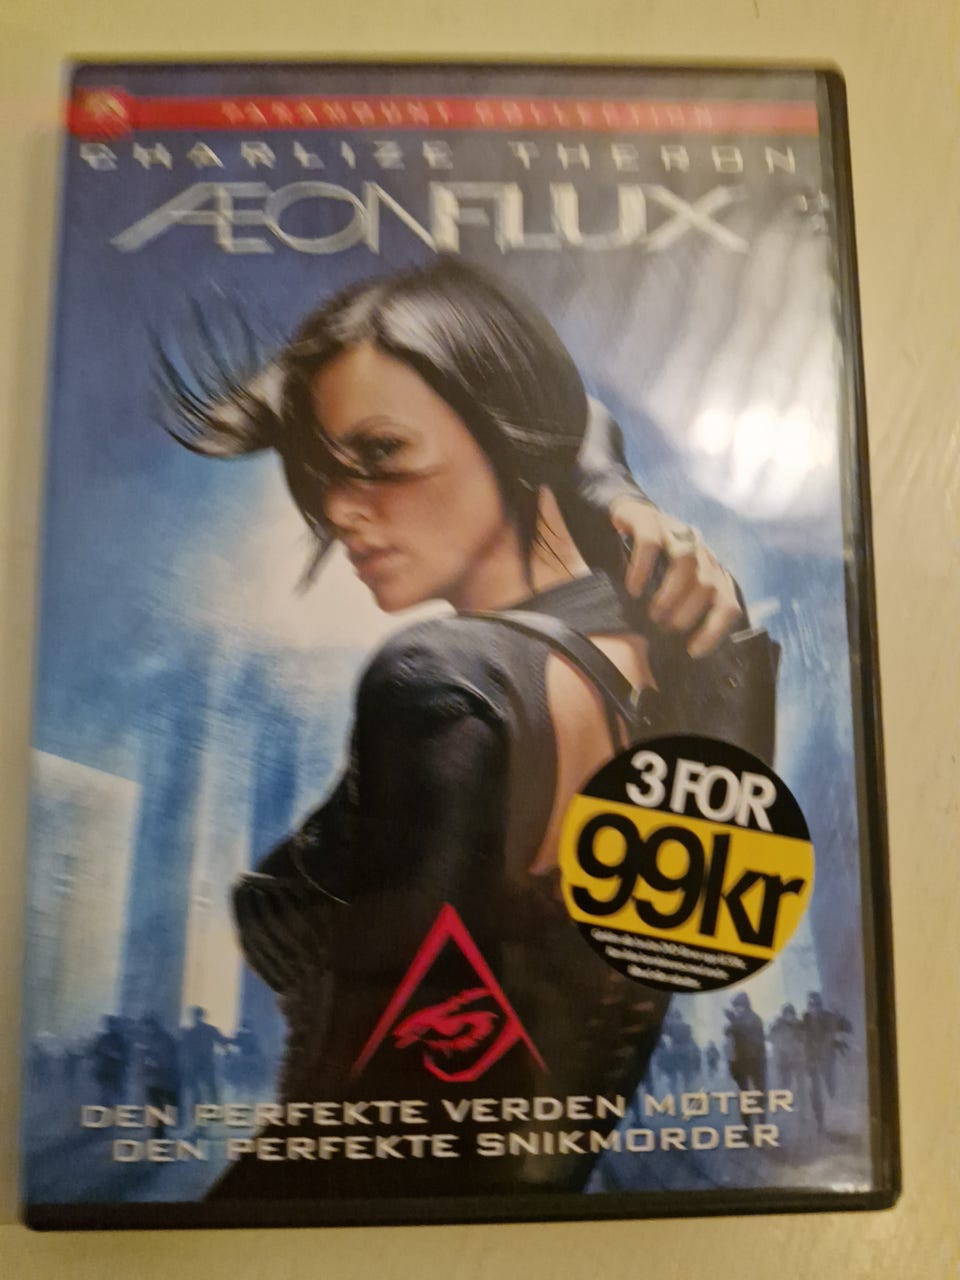 PARAMOUNT COLLECTION
CHARLIZE THERON
ÆONFLUX
3 FOR
99kr
DEN PERFEKTE VERDEN MØTER
DEN PERFEKTE SNIKMORDER